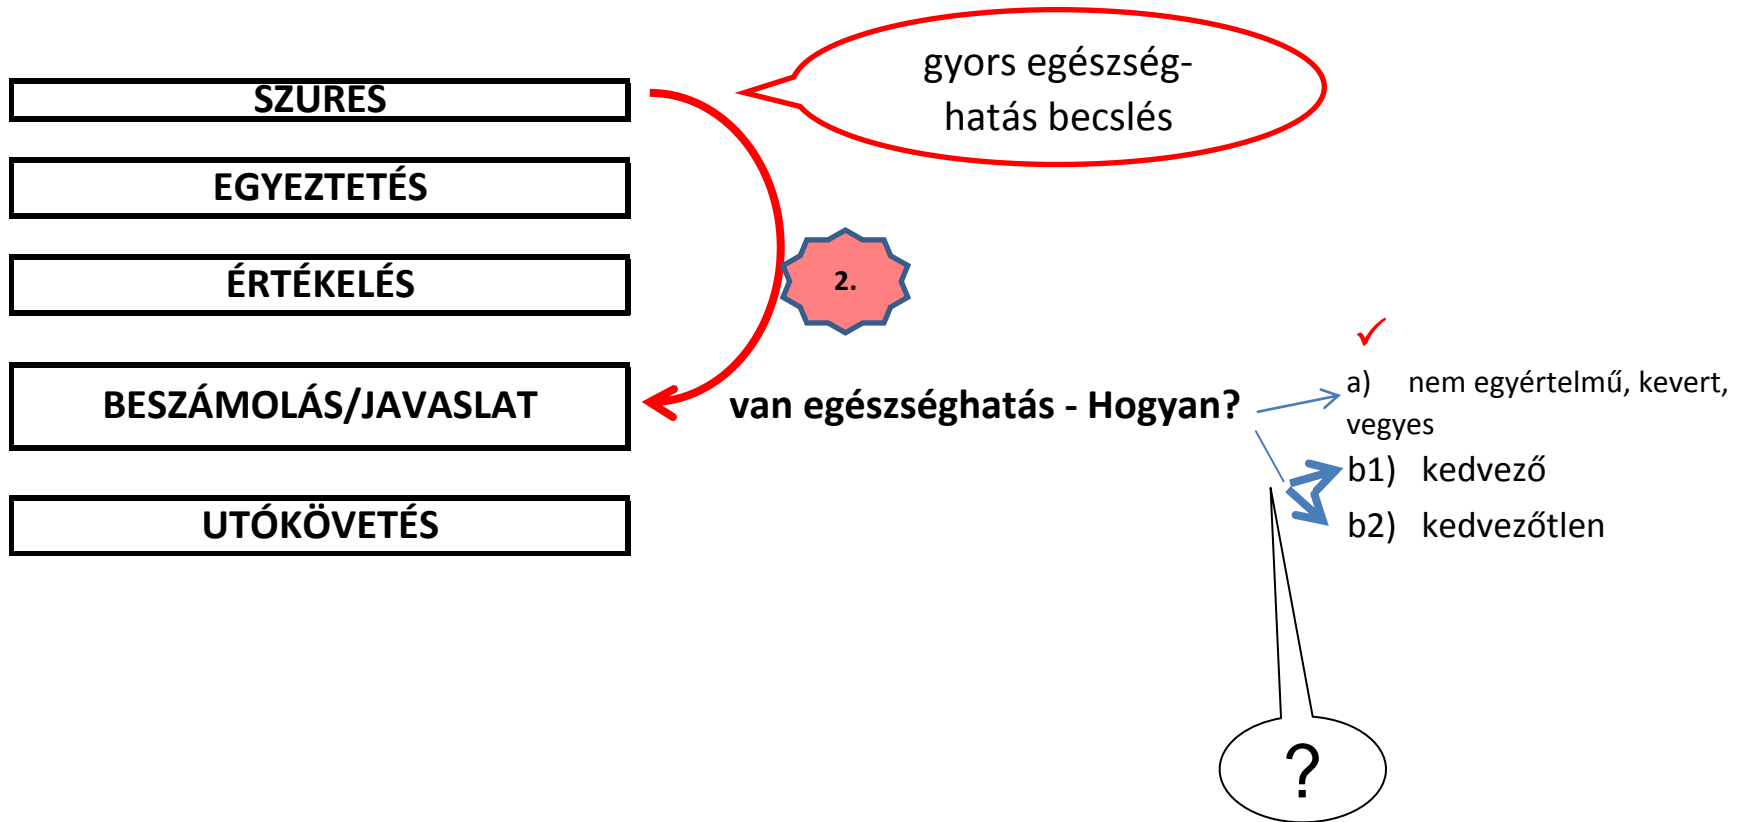 gyors egészség-
hatás becslés
SZŰRES
EGYEZTETÉS
ÉRTÉKELÉS
2.
BESZÁMOLÁS/JAVASLAT
van egészséghatás - Hogyan?
✓
a) nem egyértelmű, kevert,
vegyes
b1) kedvező
b2) kedvezőtlen
UTÓKÖVETÉS
?